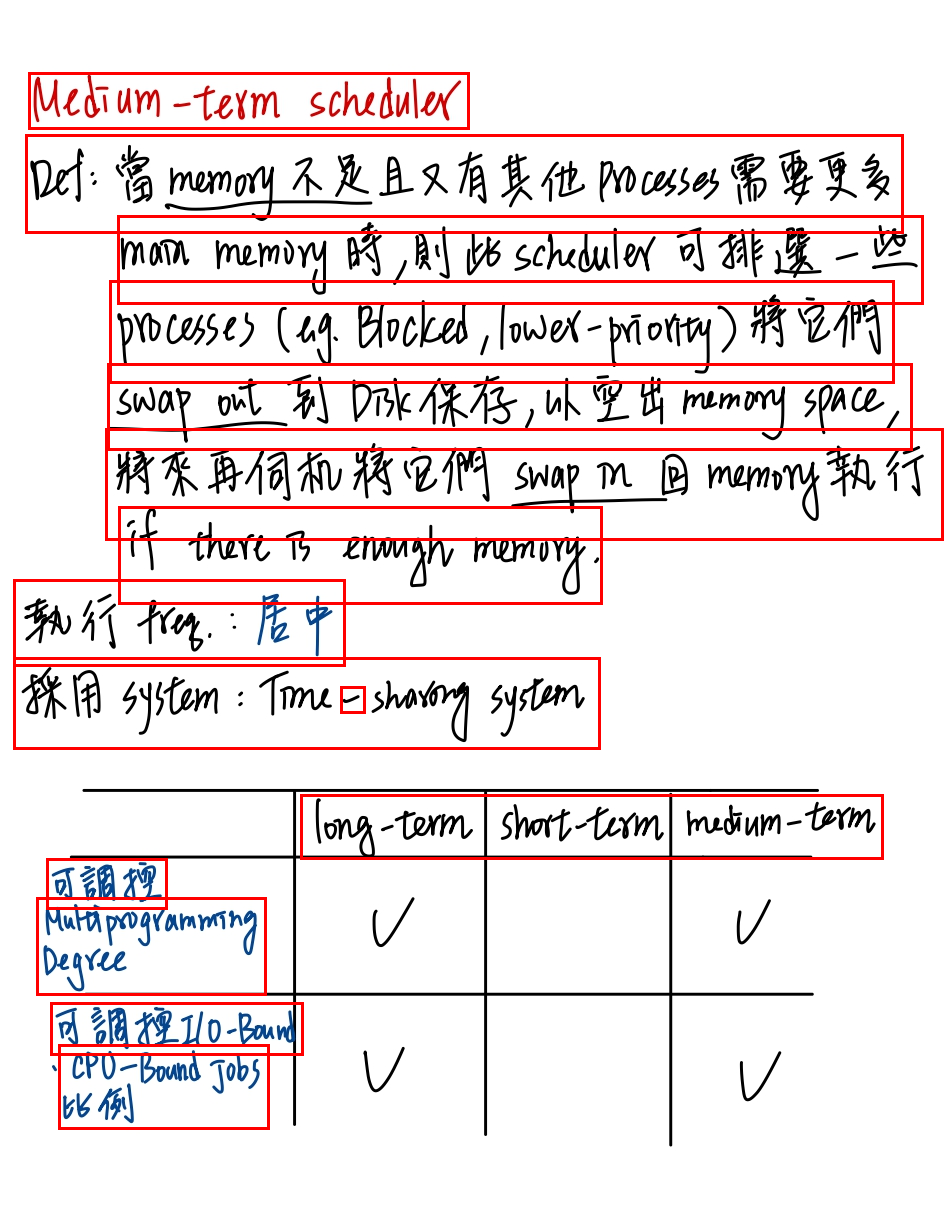 Medium-term scheduler
Def: 當 memory 不足且又有其他 processes 需要更多
main memory 時,則此 scheduler 可排選一些
processes (e.g. Blocked, lower-priority) 將它們
swap out 到 Disk 保存, 以空出 memory space,
將來再伺机將它們 swap in 回 memory 執行
if there is enough memory.
執行 freq. : 居中
採用 system : Time-sharing system
long-term short-term medium-term
可調控
Multiprogramming
Degree
可調控 I/O-Bound
CPU-Bound Jobs
比例